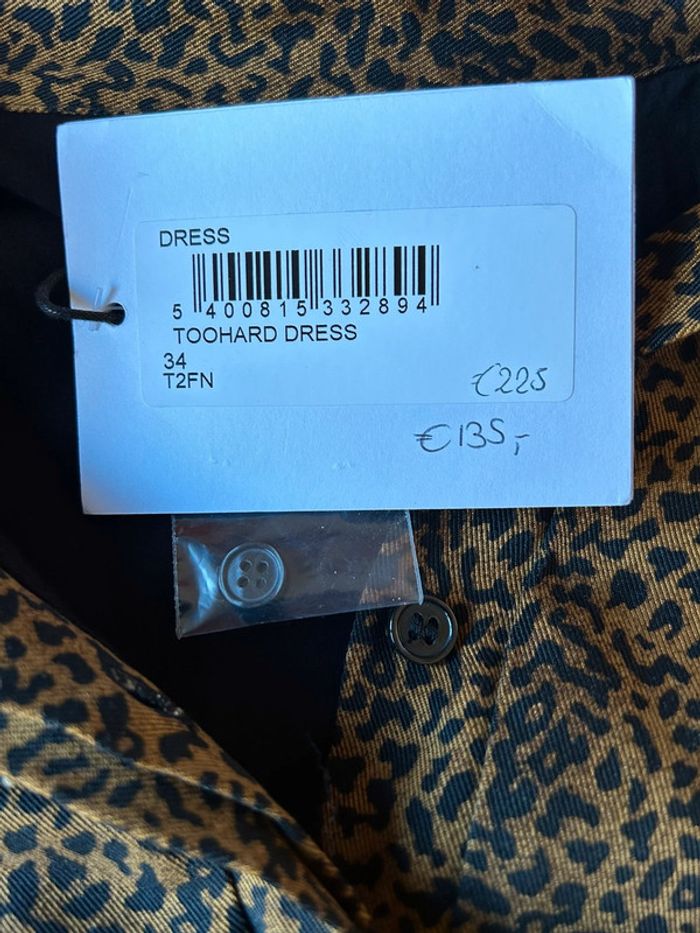 DRESS
5 400815 332894
TOOHARD DRESS
34
T2FN
€225
€135,-